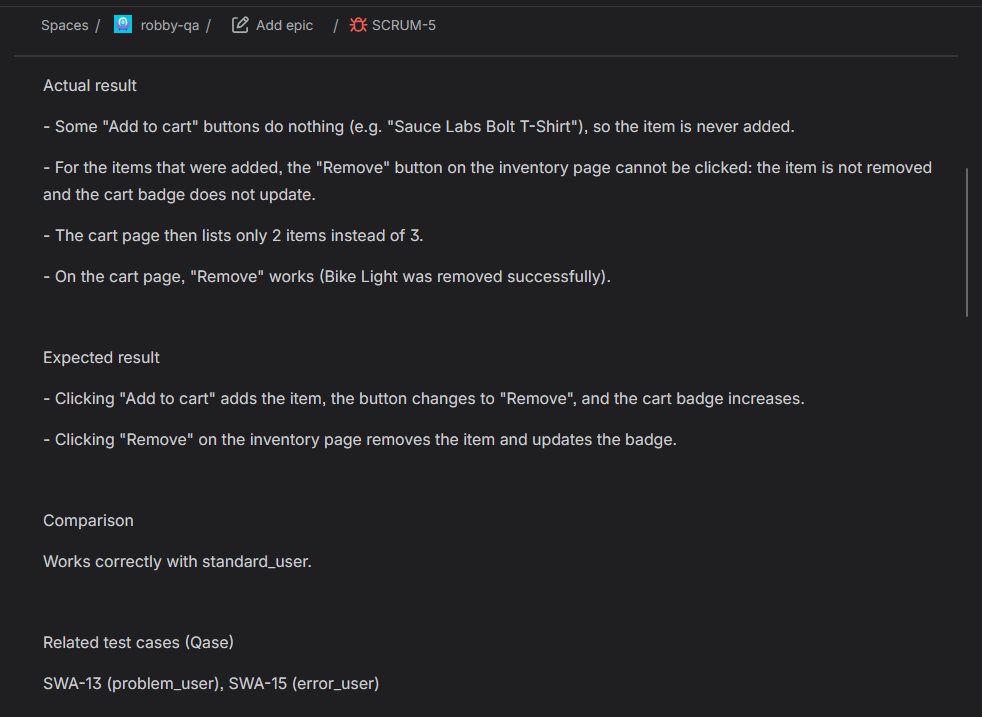 Spaces / robby-qa / Add epic / SCRUM-5
Actual result
- Some "Add to cart" buttons do nothing (e.g. "Sauce Labs Bolt T-Shirt"), so the item is never added.
- For the items that were added, the "Remove" button on the inventory page cannot be clicked: the item is not removed
and the cart badge does not update.
- The cart page then lists only 2 items instead of 3.
- On the cart page, "Remove" works (Bike Light was removed successfully).
Expected result
- Clicking "Add to cart" adds the item, the button changes to "Remove", and the cart badge increases.
- Clicking "Remove" on the inventory page removes the item and updates the badge.
Comparison
Works correctly with standard_user.
Related test cases (Qase)
SWA-13 (problem_user), SWA-15 (error_user)